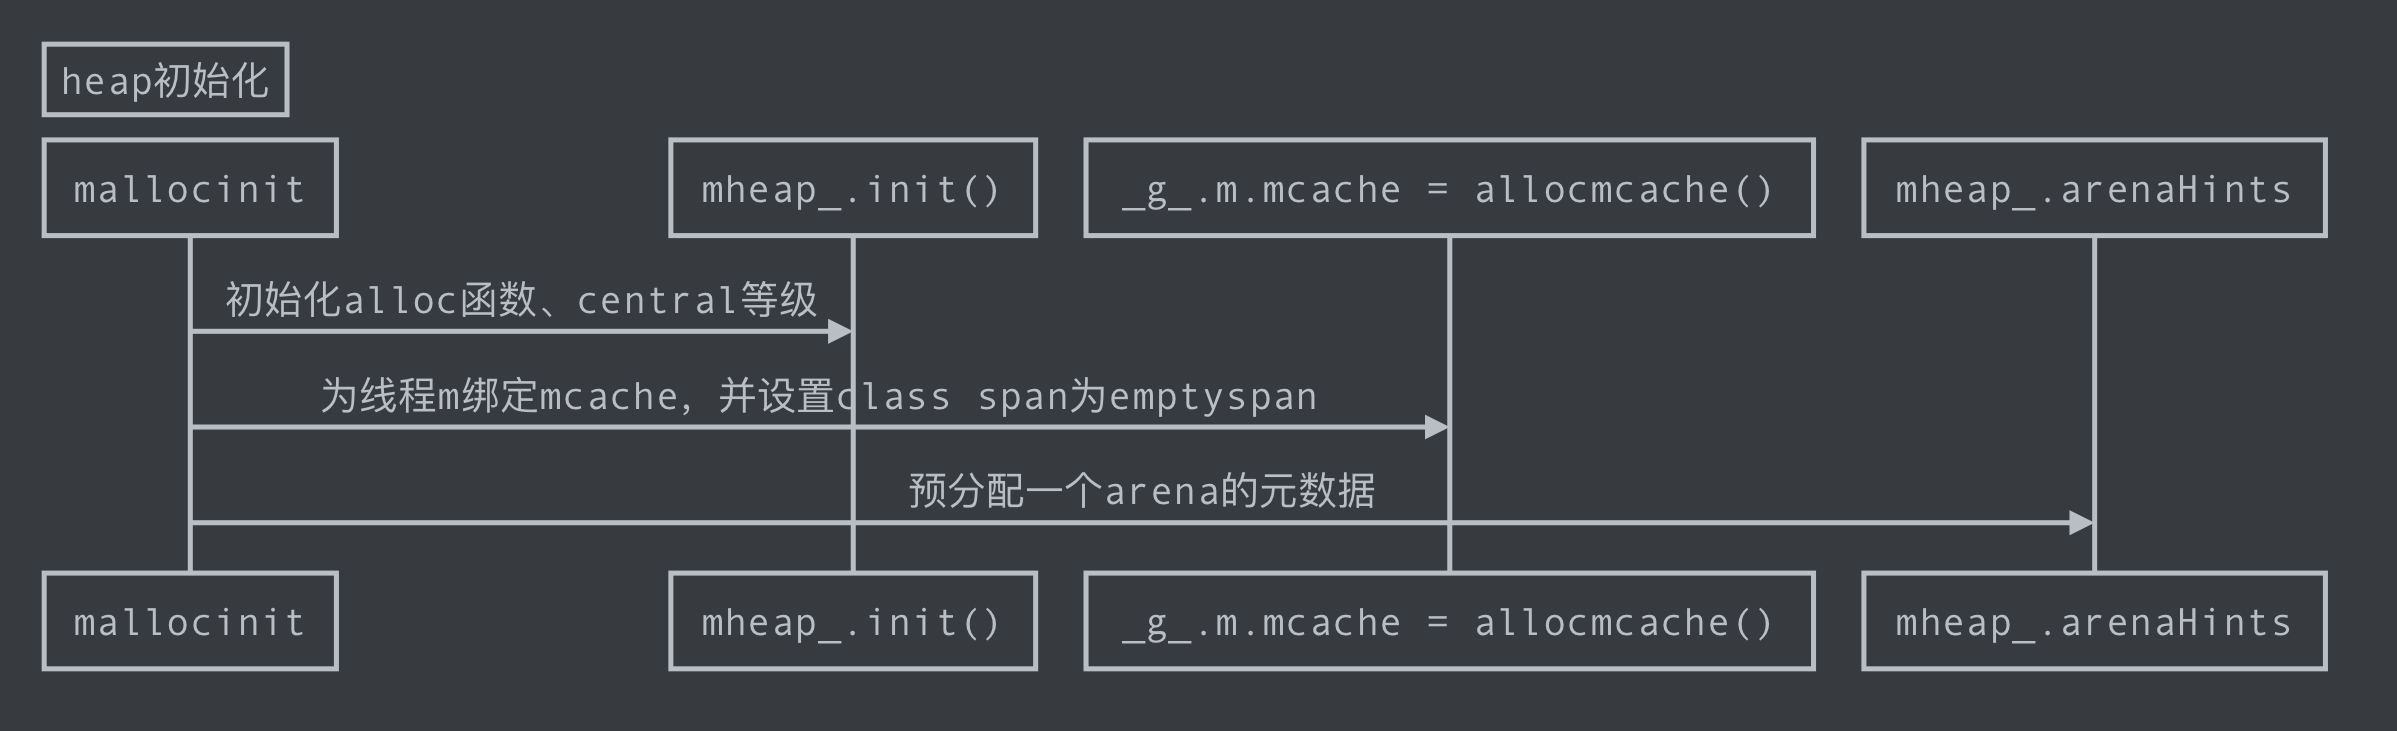 heap初始化
mallocinit
mheap_.init()
_g_.m.mcache = allocmcache()
mheap_.arenaHints
初始化alloc函数、central等级
为线程m绑定mcache, 并设置class span为emptyspan
预分配一个arena的元数据
mallocinit
mheap_.init()
_g_.m.mcache = allocmcache()
mheap_.arenaHints